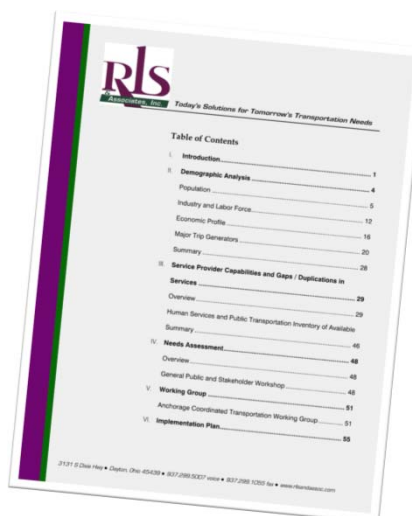 RLS
& Associates, Inc.
Today's Solutions for Tomorrow's Transportation Needs
Table of Contents
I. Introduction 1
II. Demographic Analysis 4
Population 5
Industry and Labor Force 12
Economic Profile 16
Major Trip Generators 20
Summary 28
III. Service Provider Capabilities and Gaps / Duplications in
Services 29
Overview 29
Human Services and Public Transportation Inventory of Available
Summary 46
IV. Needs Assessment 48
Overview 48
General Public and Stakeholder Workshop 48
V. Working Group 51
Anchorage Coordinated Transportation Working Group 51
VI. Implementation Plan 55
3131 S Dixie Hwy • Dayton, Ohio 45439 • 937.299.5007 voice • 937.299.1055 fax • www.rlsandassoc.com